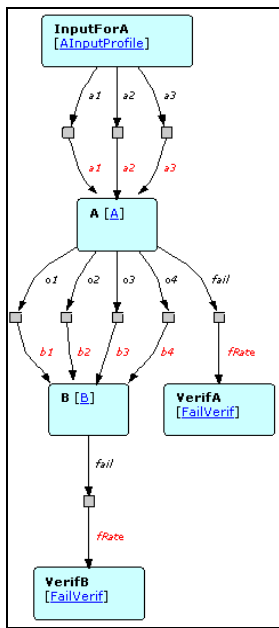 InputForA
[AInputProfile]
a1 a2 a3
a1 a2 a3
A [A]
o1 o2 o3 o4 fail
b1 b2 b3 b4 fRate
B [B]
VerifA
[FailVerif]
fail
fRate
VerifB
[FailVerif]